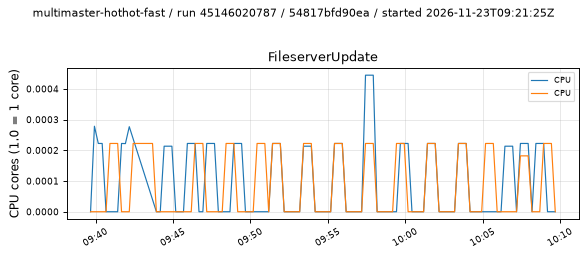 multimaster-hothot-fast / run 45146020787 / 54817bfd90ea / started 2026-11-23T09:21:25Z
FileserverUpdate
CPU cores (1.0 = 1 core)
0.0004
0.0003
0.0002
0.0001
0.0000
CPU
CPU
09:40
09:45
09:50
09:55
10:00
10:05
10:10